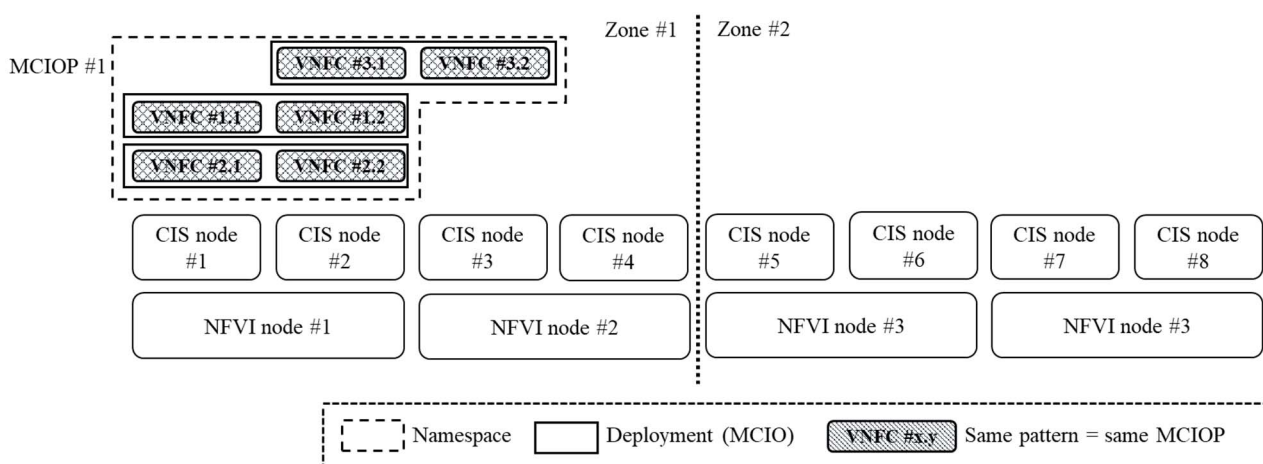 Zone #1
Zone #2
MCIOP #1
VNFC #3.1
VNFC #3.2
VNFC #1.1
VNFC #1.2
VNFC #2.1
VNFC #2.2
CIS node
#1
CIS node
#2
CIS node
#3
CIS node
#4
CIS node
#5
CIS node
#6
CIS node
#7
CIS node
#8
NFVI node #1
NFVI node #2
NFVI node #3
NFVI node #3
Namespace
Deployment (MCIO)
VNFC #x.y
Same pattern = same MCIOP